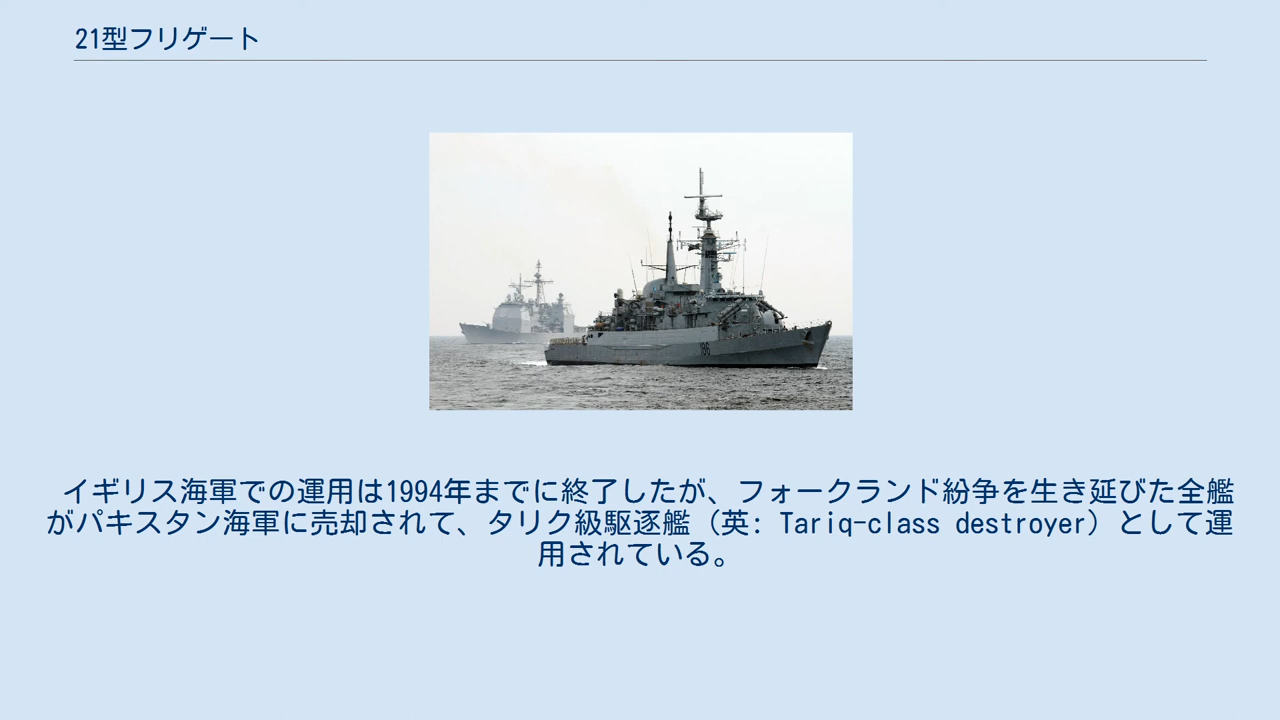 21型フリゲート
186
イギリス海軍での運用は1994年までに終了したが、フォークランド紛争を生き延びた全艦
がパキスタン海軍に売却されて、タリク級駆逐艦（英: Tariq-class destroyer）として運
用されている。